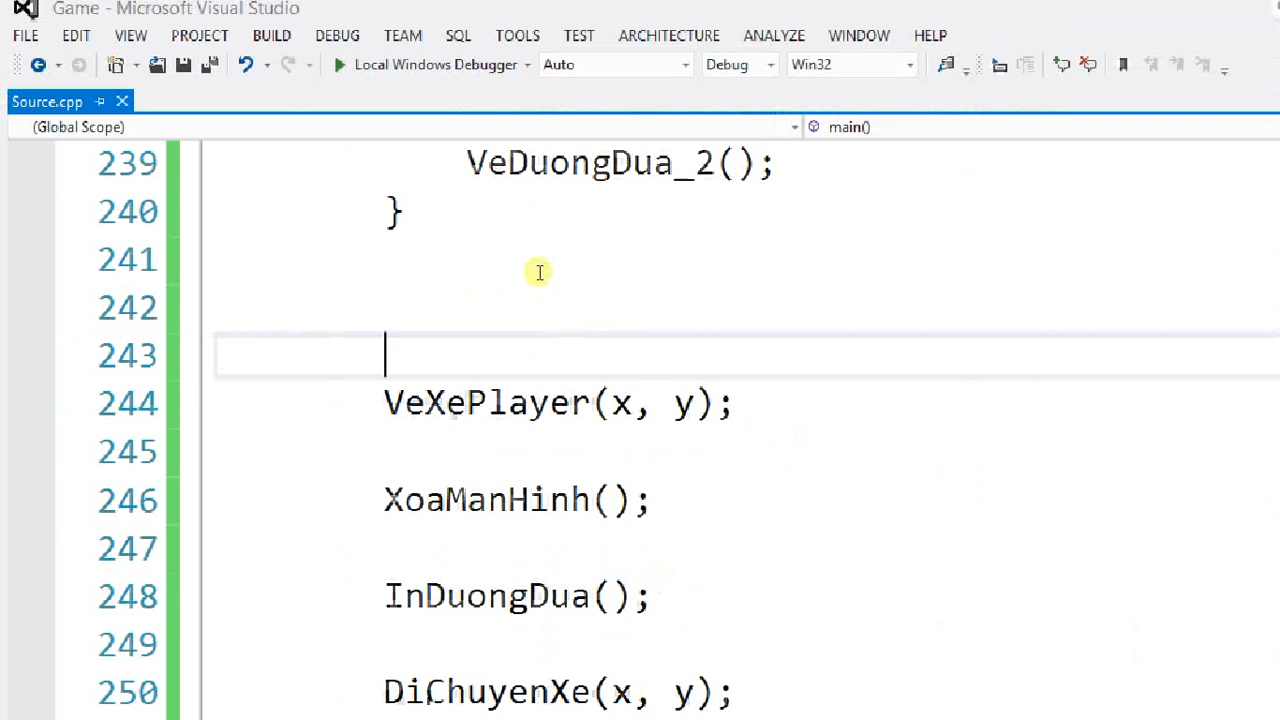 Game - Microsoft Visual Studio
FILE EDIT VIEW PROJECT BUILD DEBUG TEAM SQL TOOLS TEST ARCHITECTURE ANALYZE WINDOW HELP
Local Windows Debugger Auto Debug Win32
Source.cpp
(Global Scope) main()
239 VeDuongDua_2();
240 }
241
242
243
244 VeXePlayer(x, y);
245
246 XoaManHinh();
247
248 InDuongDua();
249
250 DiChuyenXe(x, y);